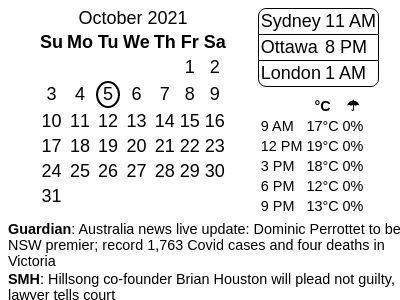 October 2021
Su Mo Tu We Th Fr Sa
1 2
3 4 5 6 7 8 9
10 11 12 13 14 15 16
17 18 19 20 21 22 23
24 25 26 27 28 29 30
31
Sydney 11 AM
Ottawa 8 PM
London 1 AM
°C ☂
9 AM 17°C 0%
12 PM 19°C 0%
3 PM 18°C 0%
6 PM 12°C 0%
9 PM 13°C 0%
Guardian: Australia news live update: Dominic Perrottet to be
NSW premier; record 1,763 Covid cases and four deaths in
Victoria
SMH: Hillsong co-founder Brian Houston will plead not guilty,
lawyer tells court